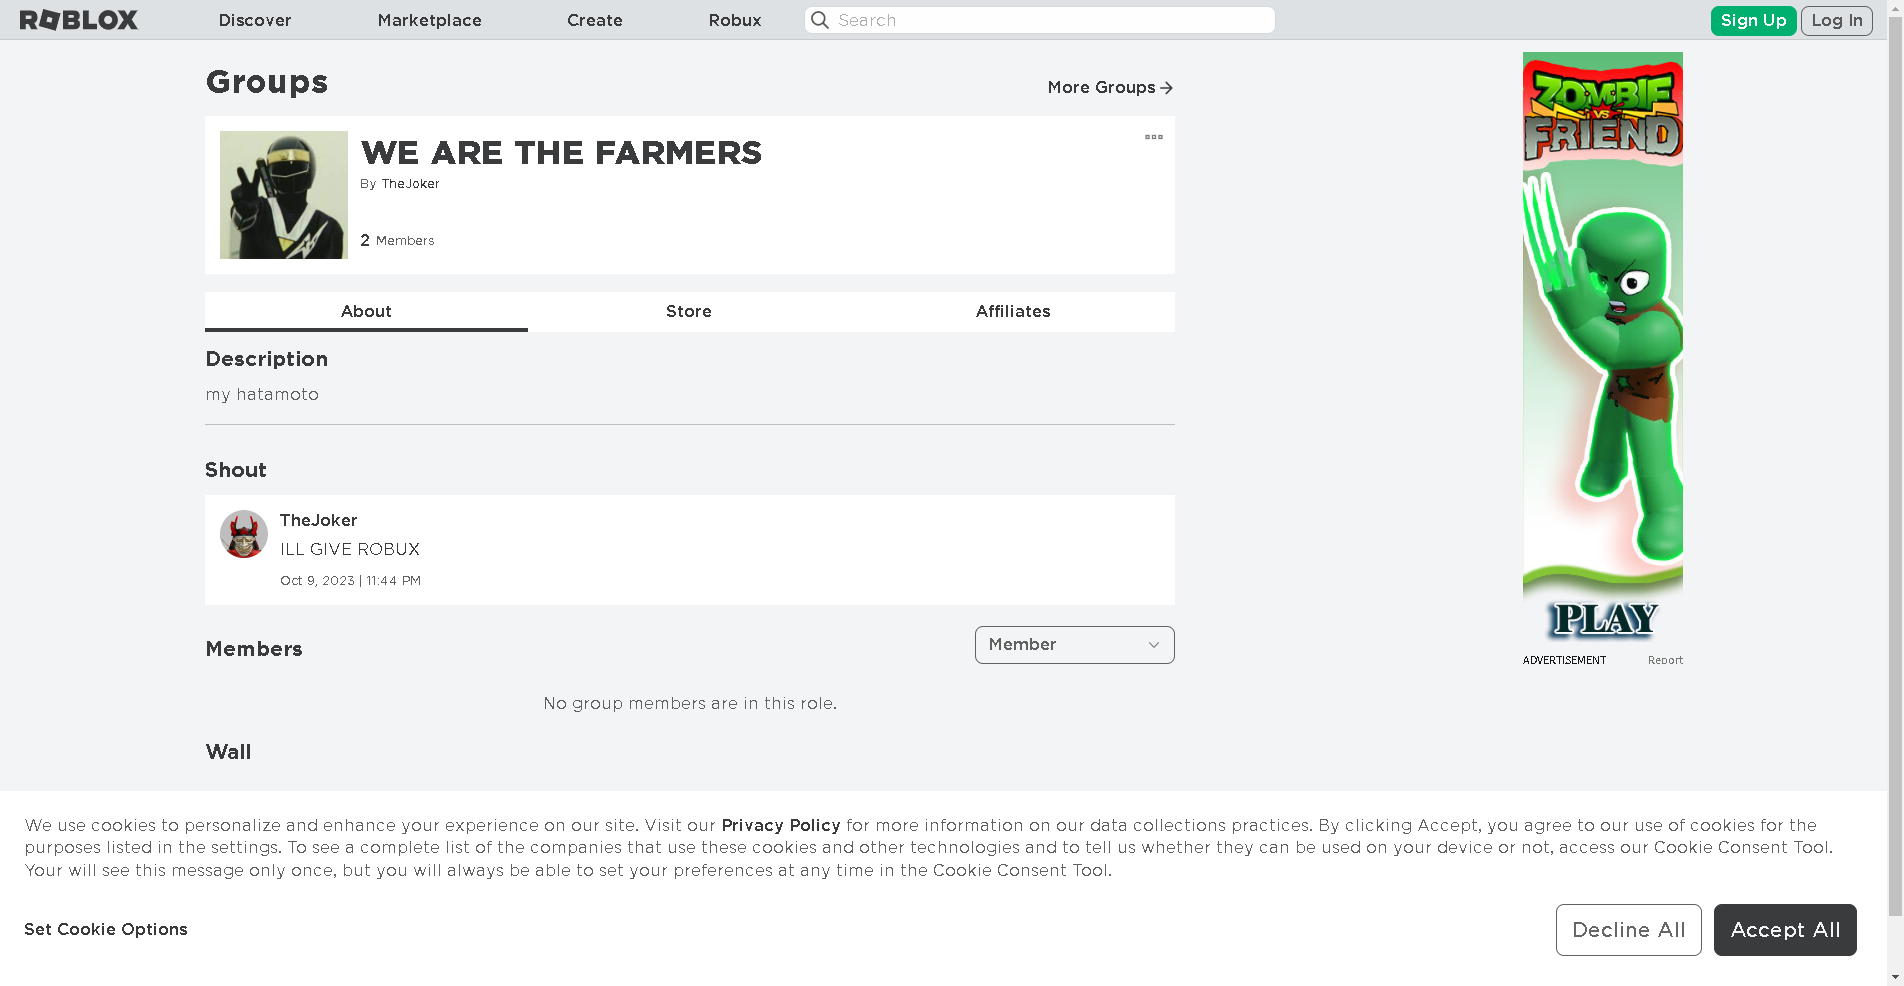 ROBLOX Discover Marketplace Create Robux Search Sign Up Log In
Groups
More Groups
WE ARE THE FARMERS
By TheJoker
2 Members
About Store Affiliates
Description
my hatamoto
Shout
TheJoker
ILL GIVE ROBUX
Oct 9, 2023 | 11:44 PM
Members
Member
No group members are in this role.
Wall
ZOMBIE
VS
FRIEND
PLAY
ADVERTISEMENT Report
We use cookies to personalize and enhance your experience on our site. Visit our Privacy Policy for more information on our data collections practices. By clicking Accept, you agree to our use of cookies for the
purposes listed in the settings. To see a complete list of the companies that use these cookies and other technologies and to tell us whether they can be used on your device or not, access our Cookie Consent Tool.
Your will see this message only once, but you will always be able to set your preferences at any time in the Cookie Consent Tool.
Set Cookie Options
Decline All Accept All